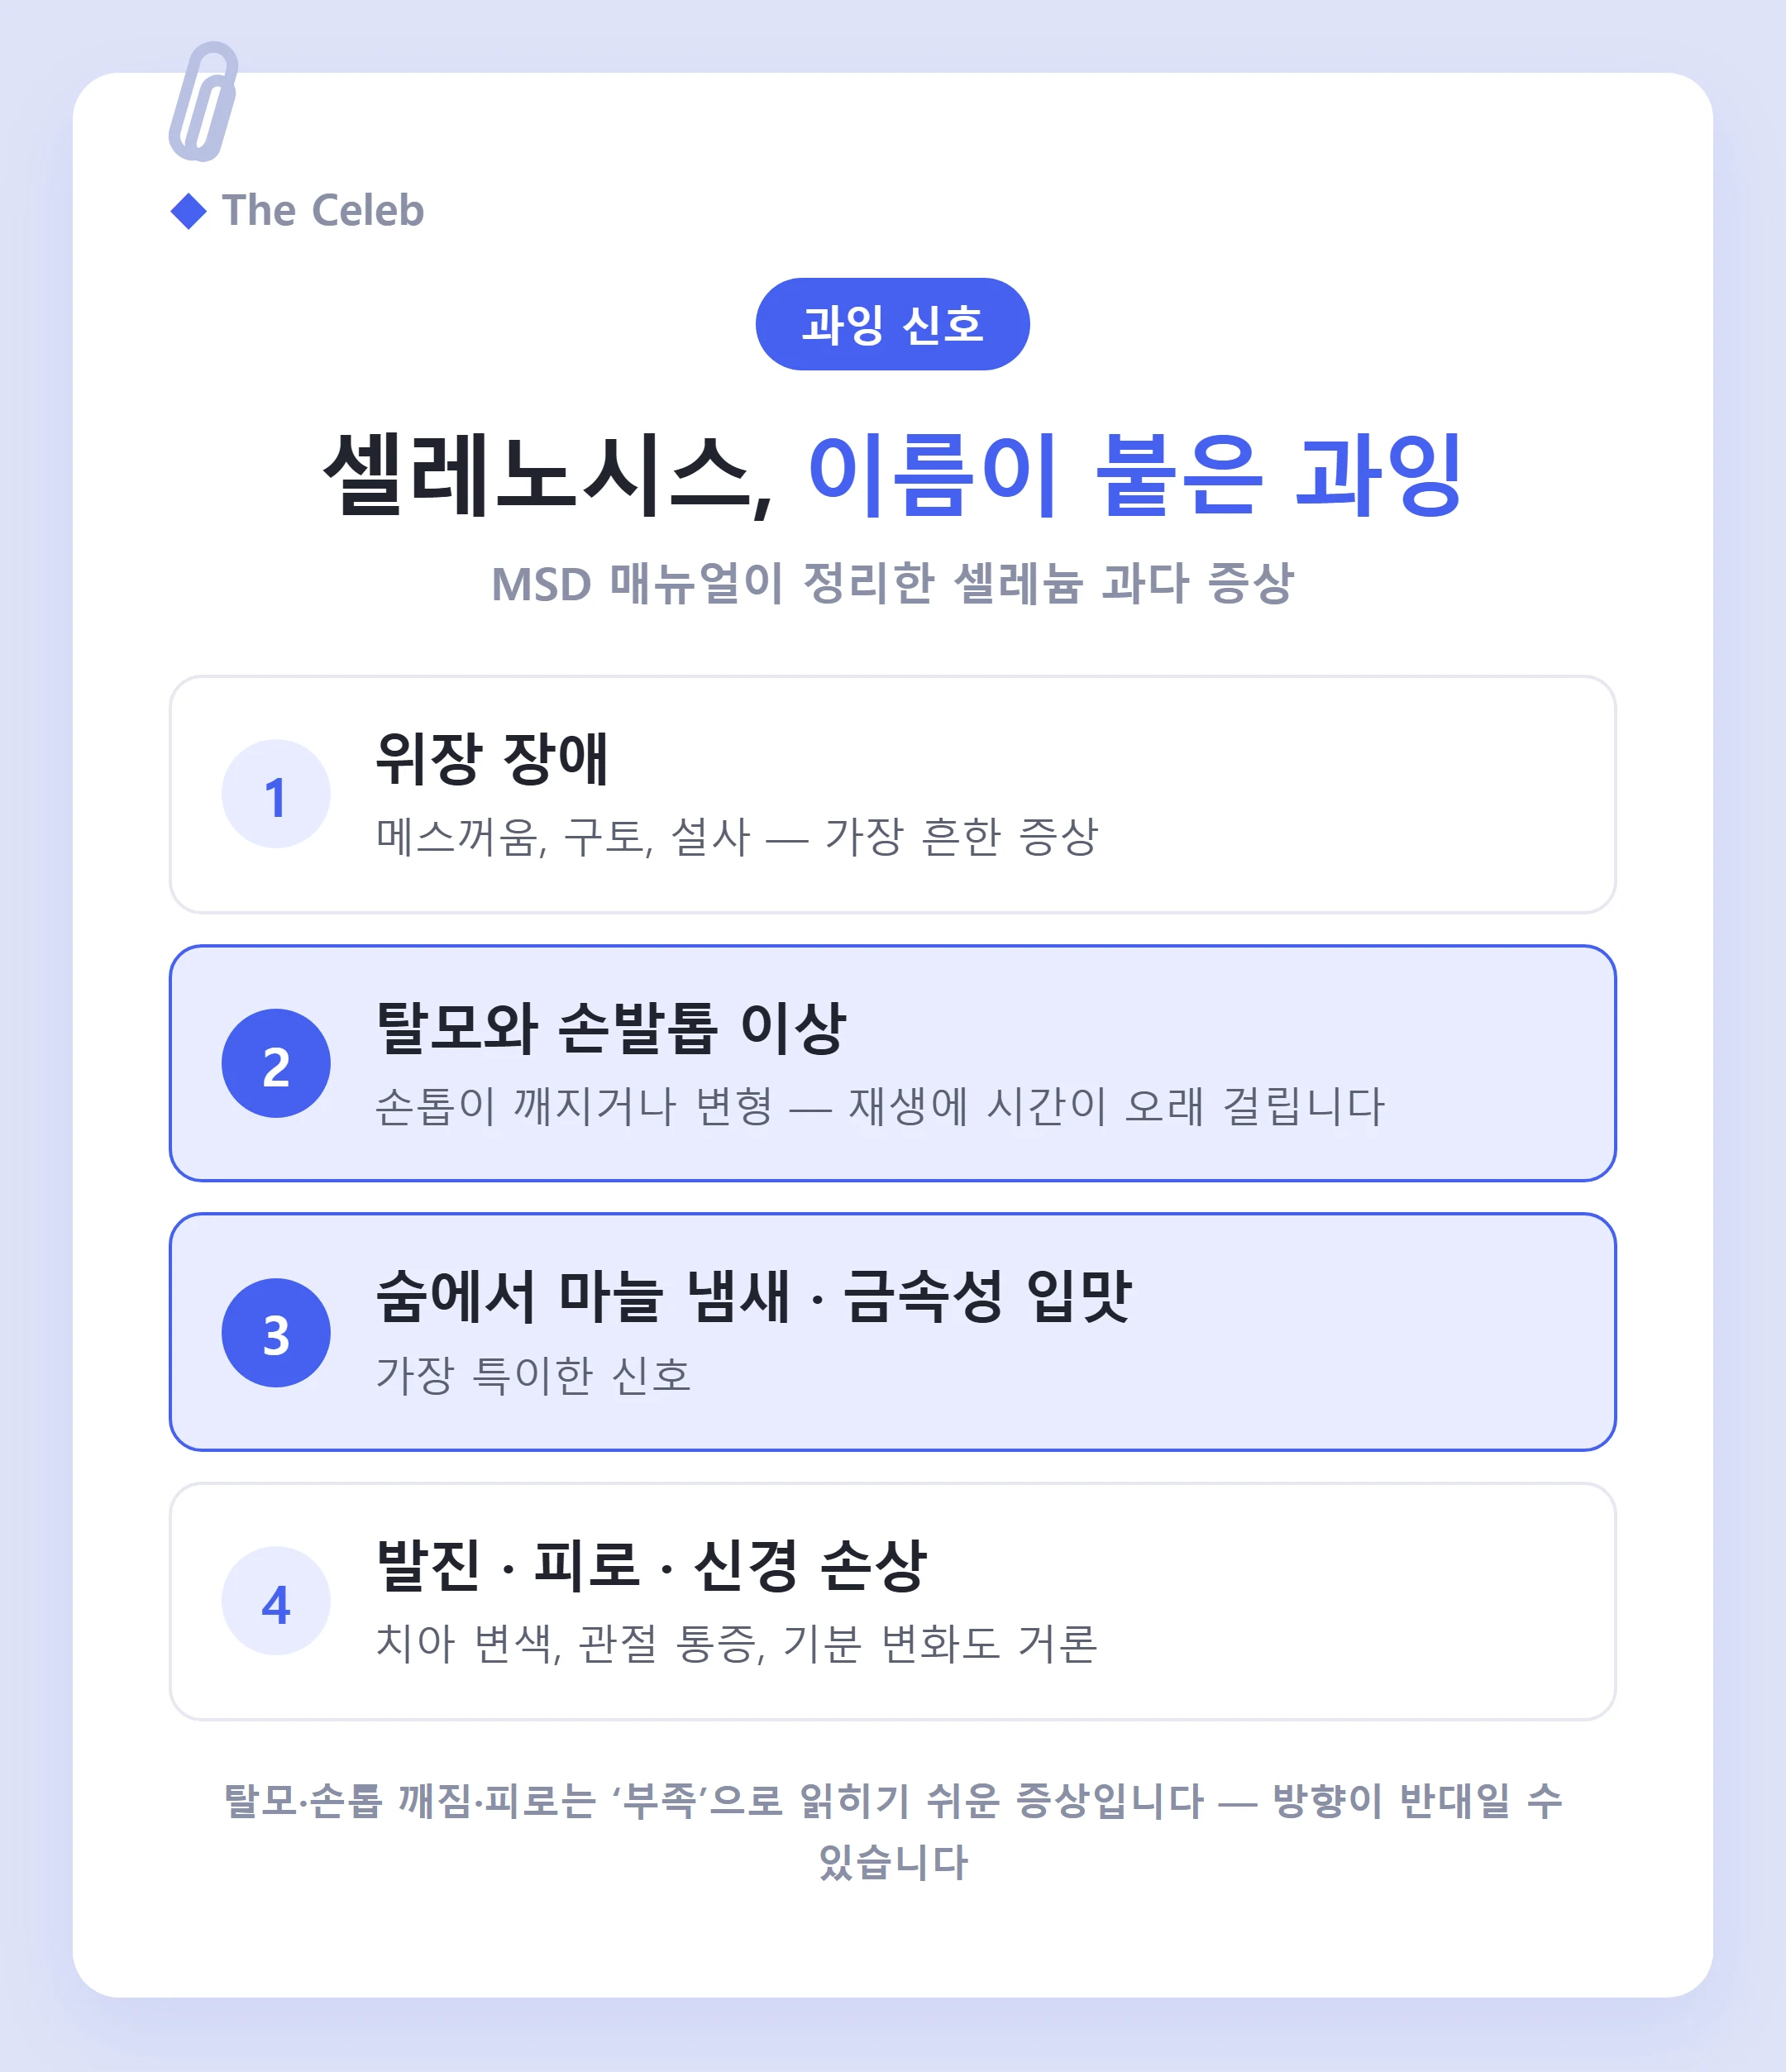 The Celeb
과잉 신호
셀레노시스, 이름이 붙은 과잉
MSD 매뉴얼이 정리한 셀레늄 과다 증상
1
위장 장애
메스꺼움, 구토, 설사 — 가장 흔한 증상
2
탈모와 손발톱 이상
손톱이 깨지거나 변형 — 재생에 시간이 오래 걸립니다
3
숨에서 마늘 냄새 · 금속성 입맛
가장 특이한 신호
4
발진 · 피로 · 신경 손상
치아 변색, 관절 통증, 기분 변화도 거론
탈모·손톱 깨짐·피로는 ‘부족’으로 읽히기 쉬운 증상입니다 — 방향이 반대일 수
있습니다